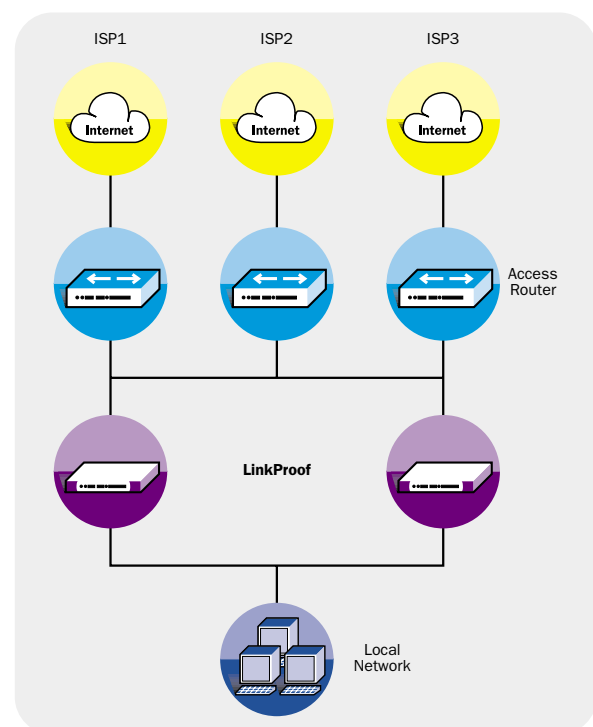 ISP1
ISP2
ISP3
Internet
Internet
Internet
Access
Router
LinkProof
Local
Network